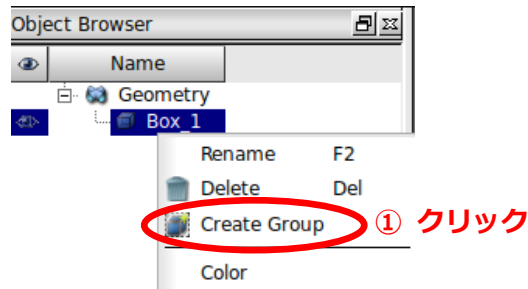 Object Browser
Name
Geometry
Box_1
Rename F2
Delete Del
Create Group ① クリック
Color